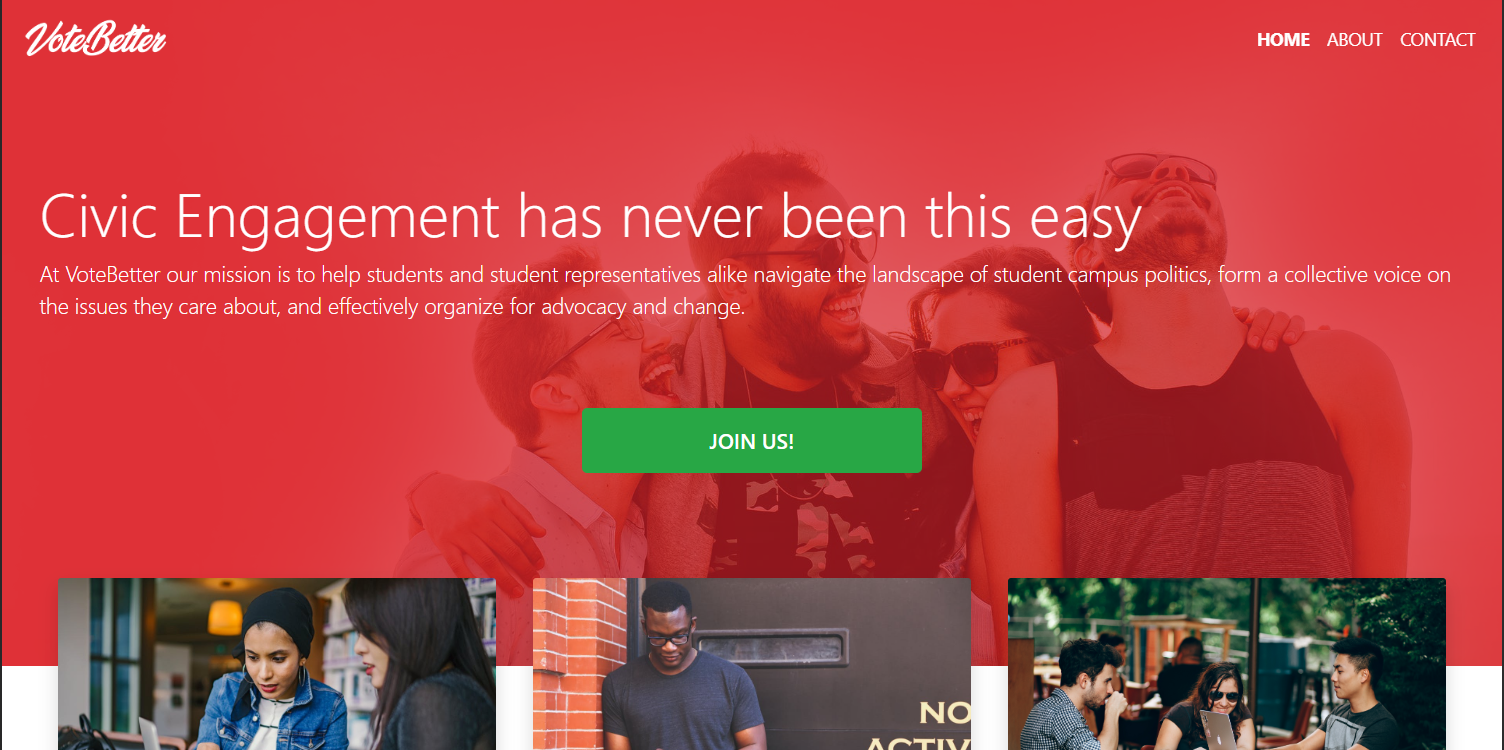 VoteBetter
HOME ABOUT CONTACT
Civic Engagement has never been this easy
At VoteBetter our mission is to help students and student representatives alike navigate the landscape of student campus politics, form a collective voice on
the issues they care about, and effectively organize for advocacy and change.
JOIN US!
NO
ACTIV